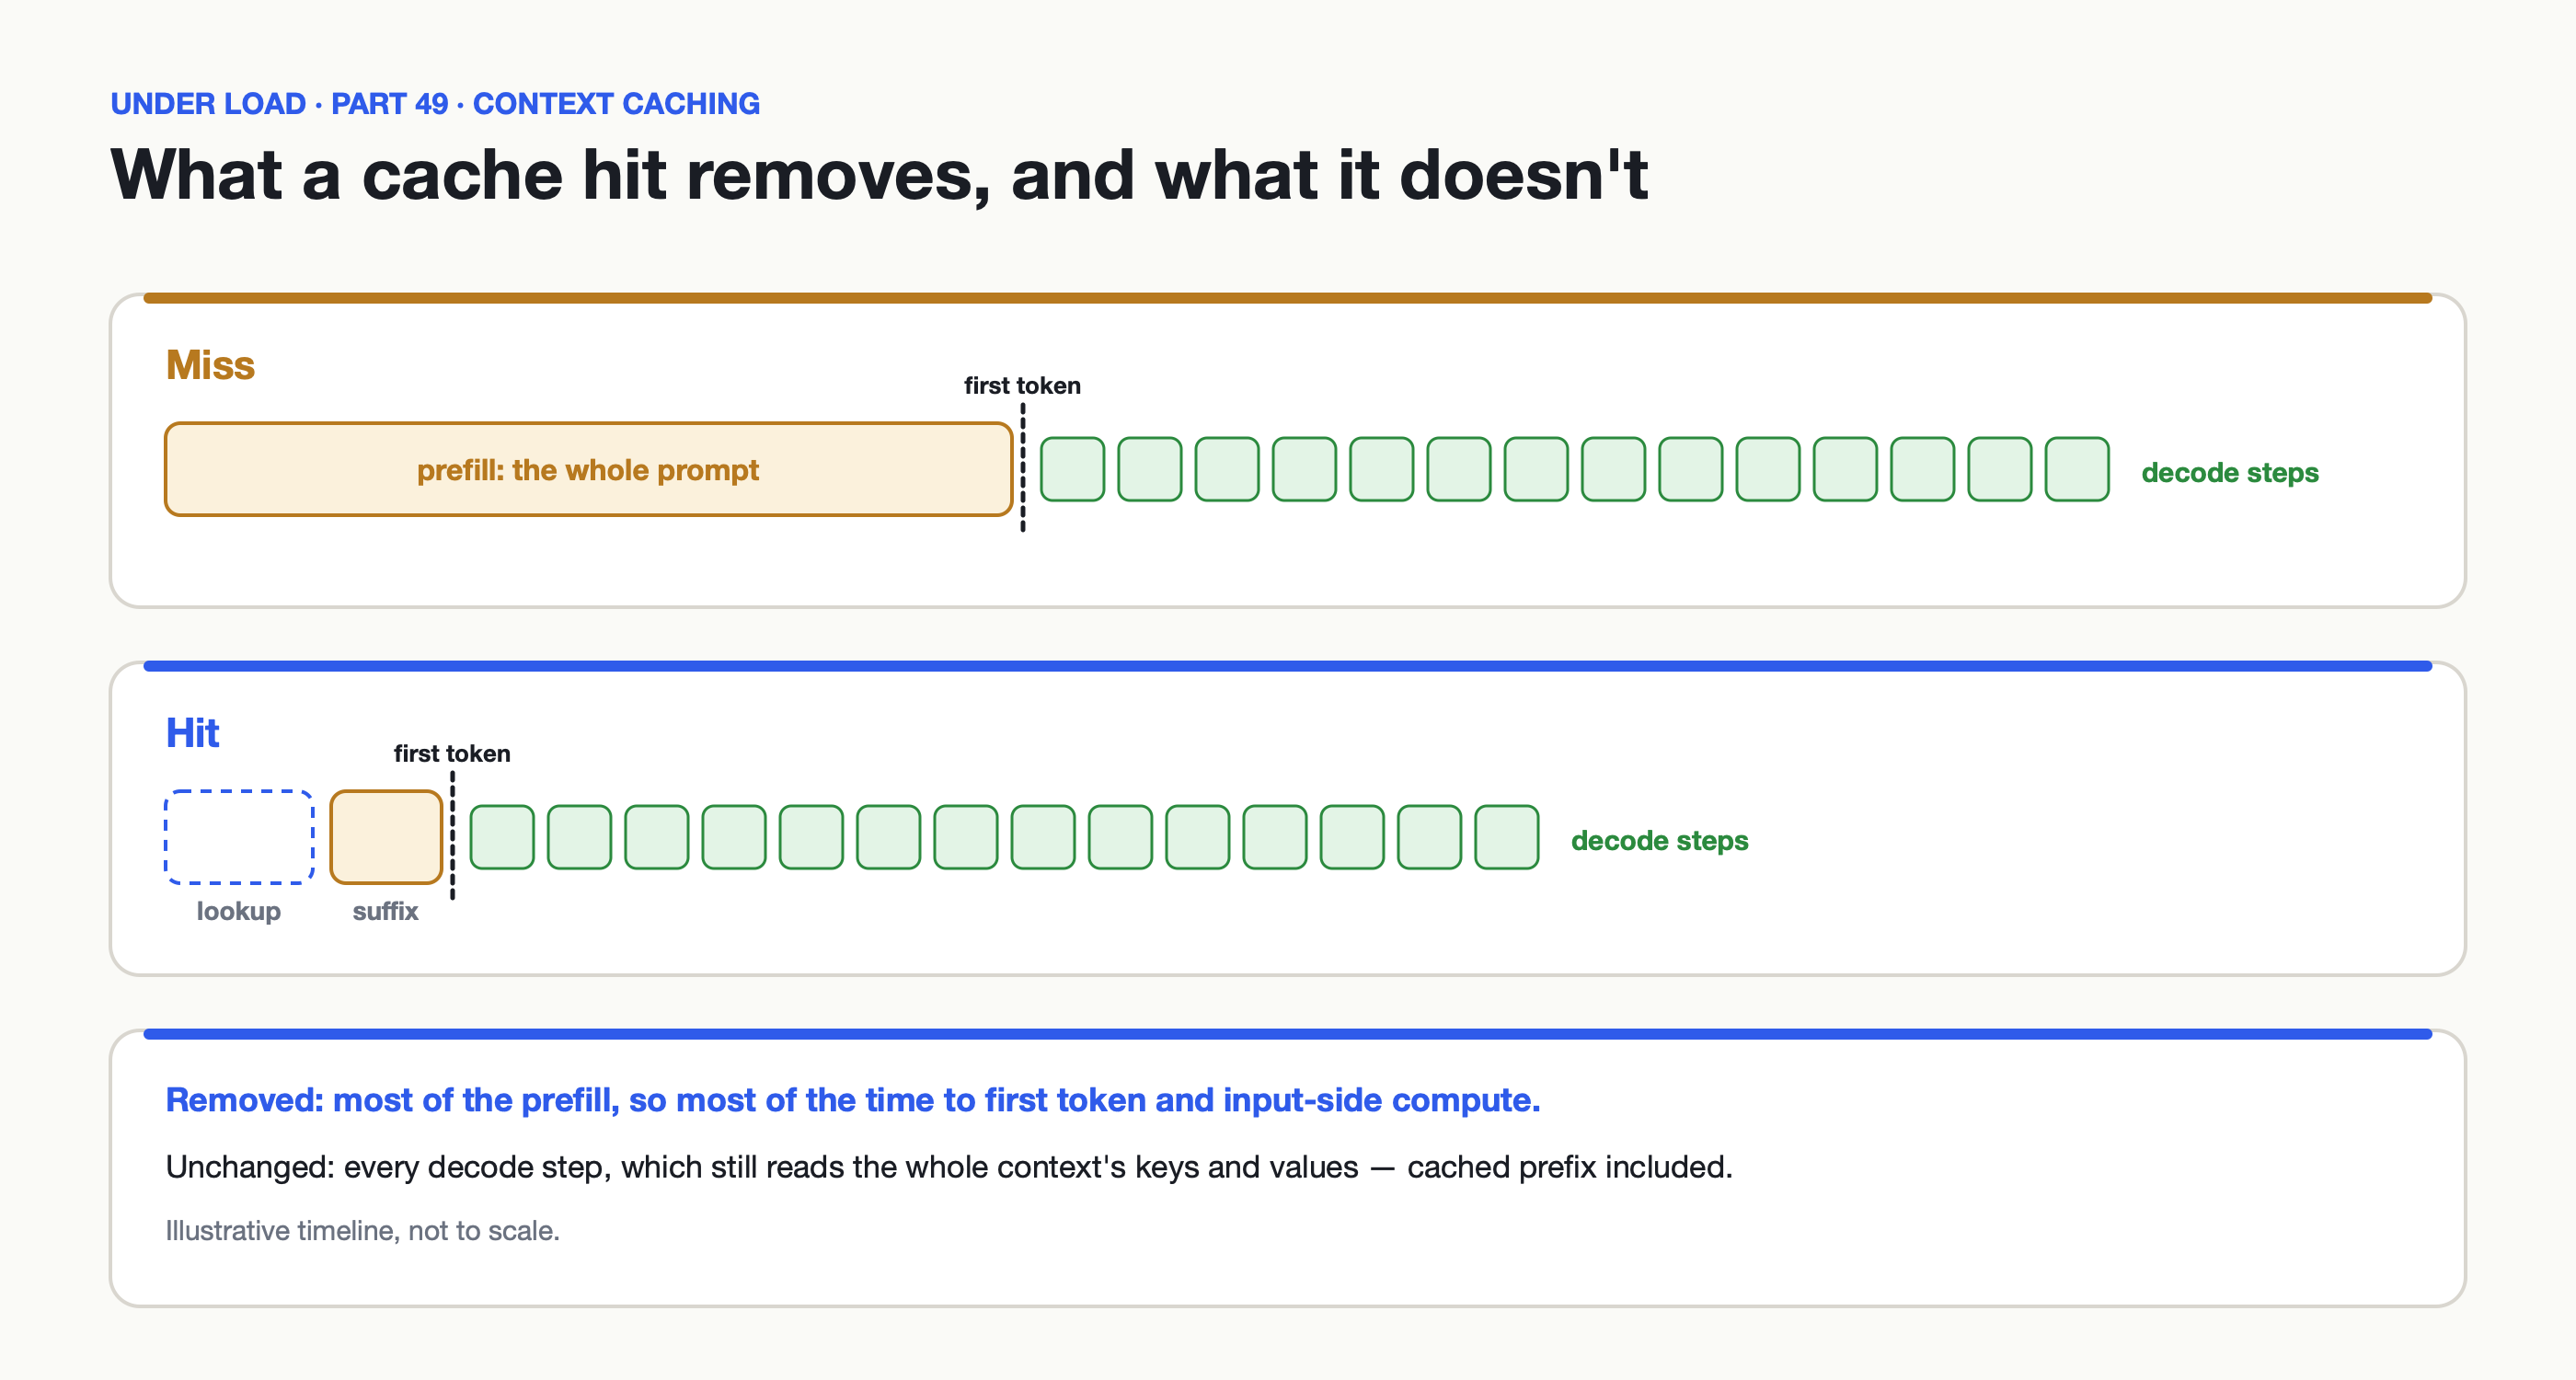 UNDER LOAD · PART 49 · CONTEXT CACHING
What a cache hit removes, and what it doesn't
Miss
first token
prefill: the whole prompt
decode steps
Hit
first token
decode steps
lookup
suffix
Removed: most of the prefill, so most of the time to first token and input-side compute.
Unchanged: every decode step, which still reads the whole context's keys and values — cached prefix included.
Illustrative timeline, not to scale.